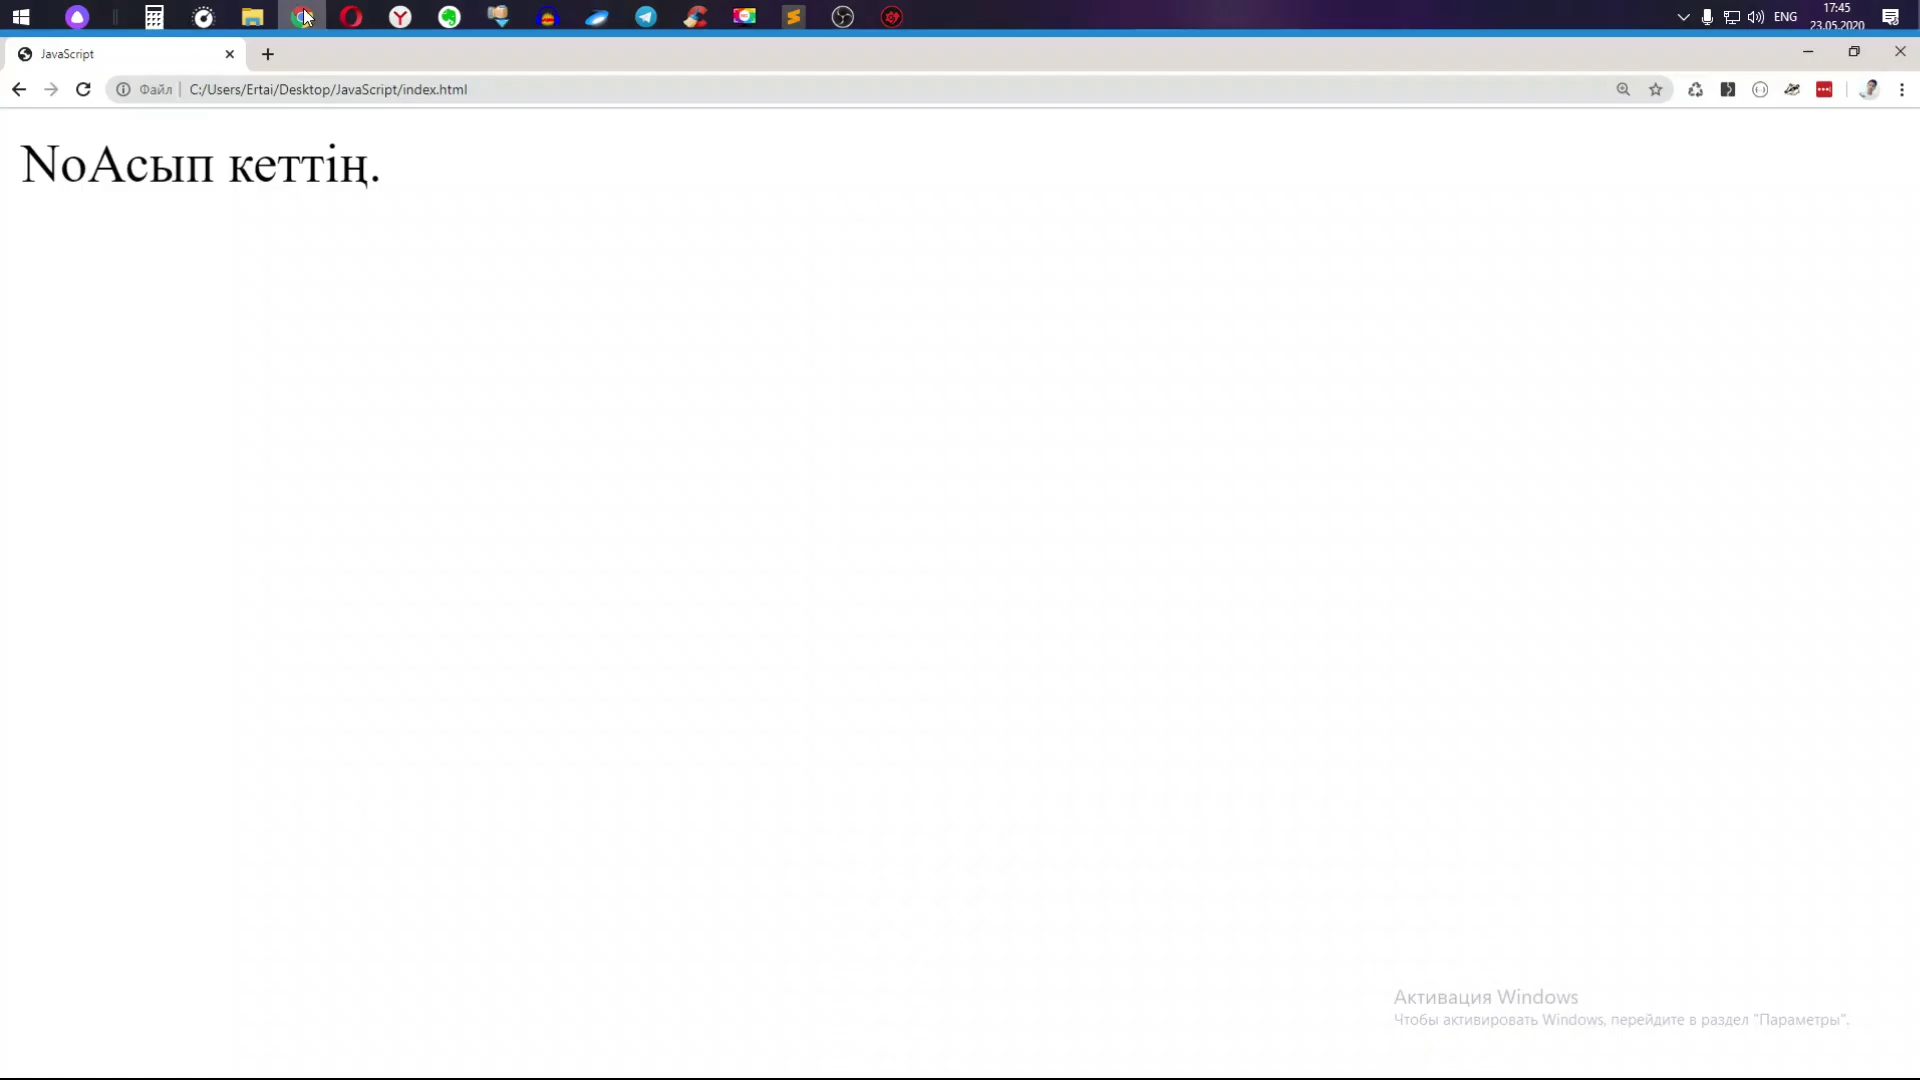 17:45
ENG
23.05.2020
JavaScript
Файл
C:/Users/Ertai/Desktop/JavaScript/index.html
NoАсып кеттің.
Активация Windows
Чтобы активировать Windows, перейдите в раздел "Параметры".